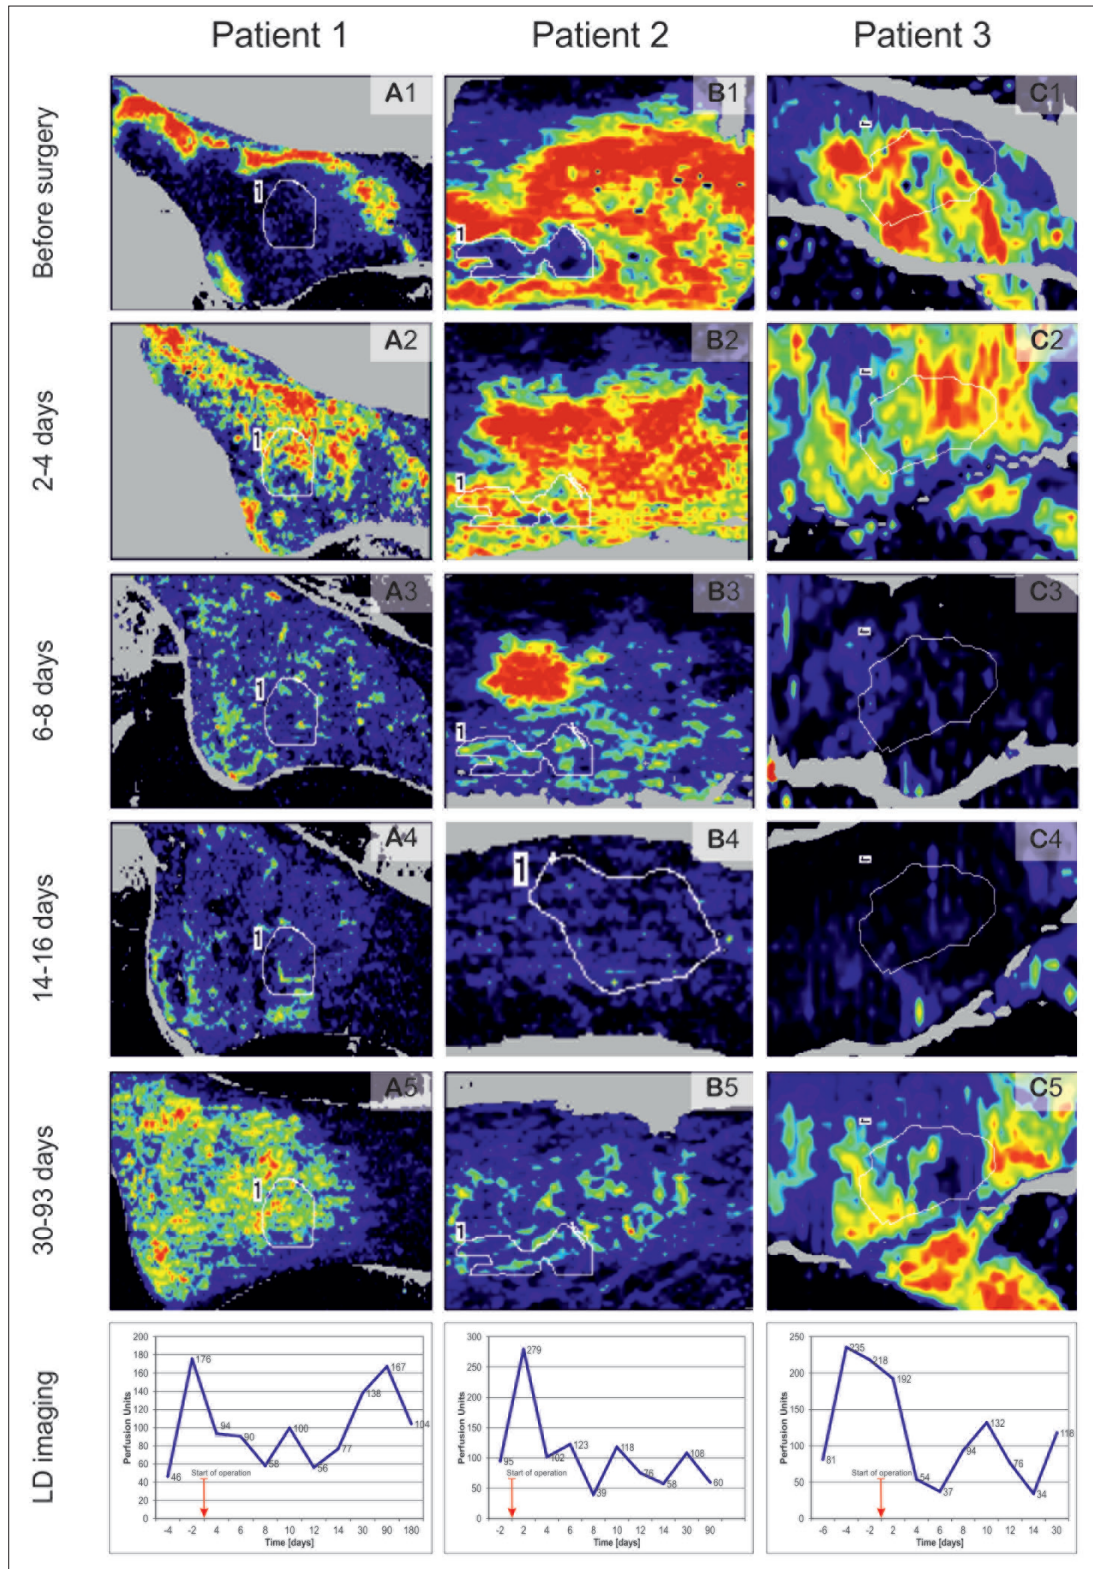 Patient 1
Patient 2
Patient 3
Before surgery
A1
1
B1
1
C1
1
2-4 days
A2
1
B2
1
C2
1
6-8 days
A3
1
B3
1
C3
1
14-16 days
A4
1
B4
1
C4
1
30-93 days
A5
1
B5
1
C5
1
LD imaging
Perfusion Units
200
180
160
140
120
100
80
60
40
20
0
46
176
94
90
58
100
56
77
138
167
104
Start of operation
-4 -2 2 4 6 8 10 12 14 30 90 180
Time [days]
Perfusion Units
300
250
200
150
100
50
0
95
279
102
123
39
118
76
58
108
60
Start of operation
-2 2 4 6 8 10 12 14 30 90
Time [days]
Perfusion Units
250
200
150
100
50
0
81
235
218
192
54
37
94
132
76
34
118
Start of operation
-6 -4 -2 2 4 6 8 10 12 14 30
Time [days]